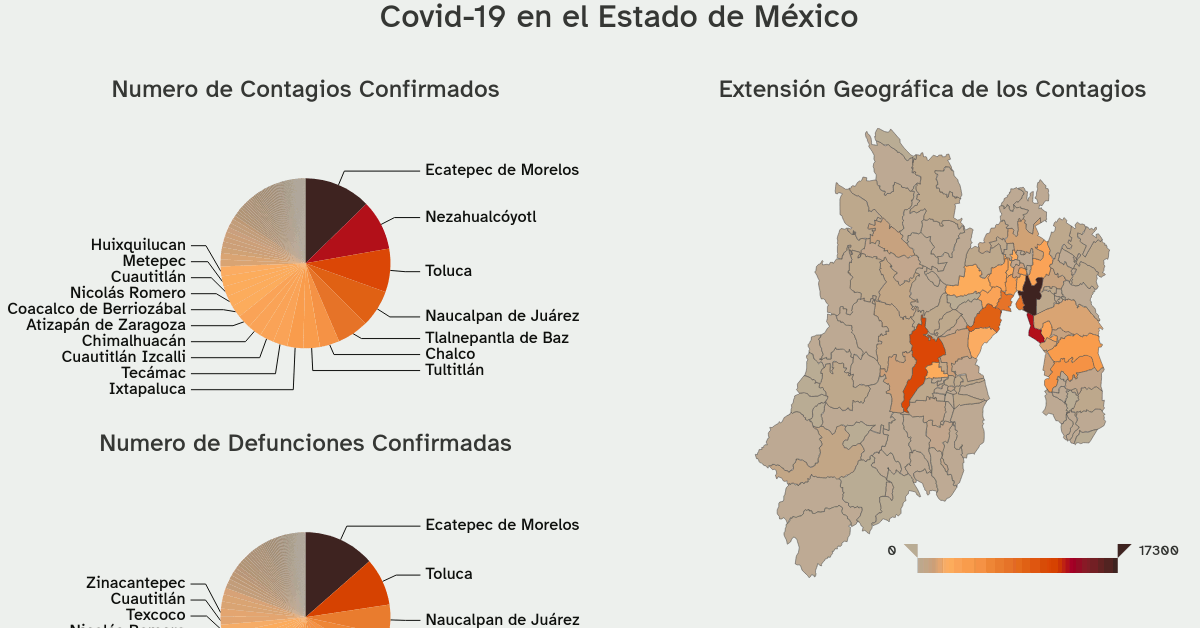 Covid-19 en el Estado de México
Numero de Contagios Confirmados
Ecatepec de Morelos
Nezahualcóyotl
Toluca
Naucalpan de Juárez
Tlalnepantla de Baz
Chalco
Tultitlán
Huixquilucan
Metepec
Cuautitlán
Nicolás Romero
Coacalco de Berriozábal
Atizapán de Zaragoza
Chimalhuacán
Cuautitlán Izcalli
Tecámac
Ixtapaluca
Extensión Geográfica de los Contagios
0
17300
Numero de Defunciones Confirmadas
Ecatepec de Morelos
Toluca
Naucalpan de Juárez
Zinacantepec
Cuautitlán
Texcoco
Nicolás Romero